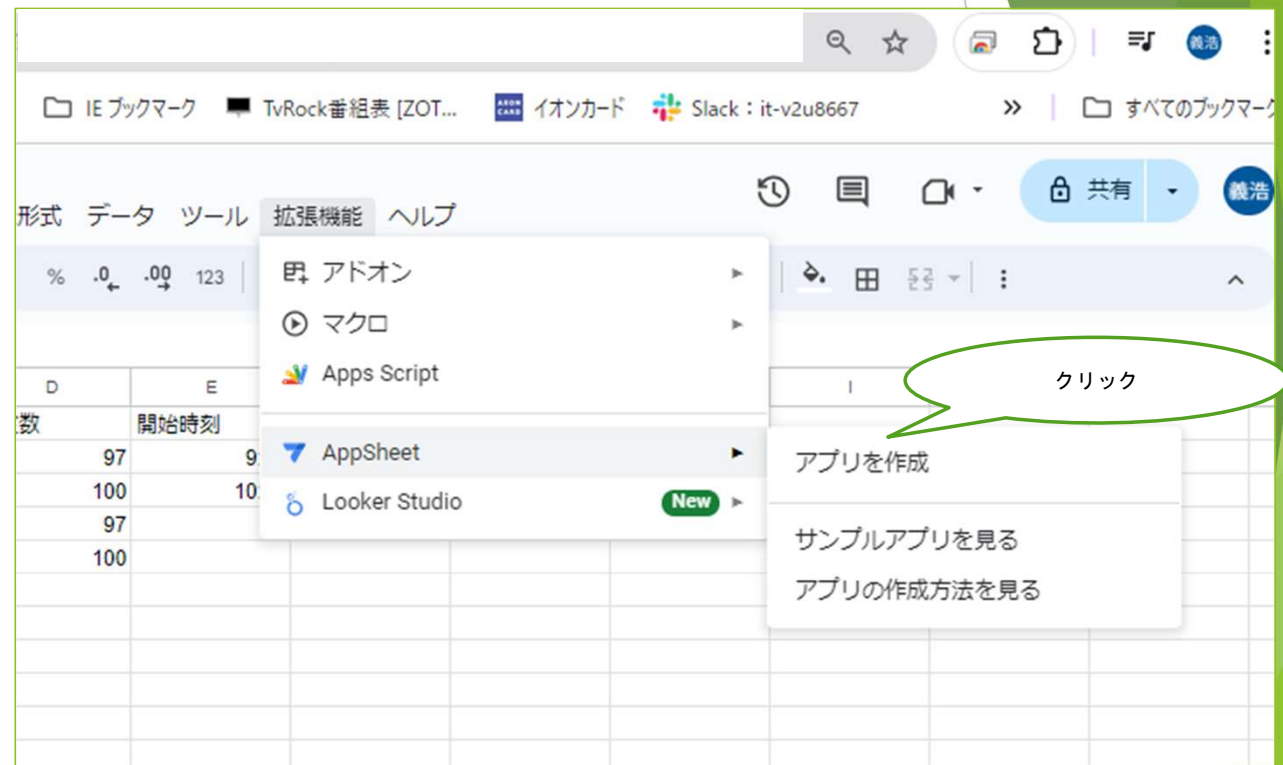 義浩
IE ブックマーク TvRock番組表 [ZOT... イオンカード Slack：it-v2u8667 » すべてのブックマーク
形式 データ ツール 拡張機能 ヘルプ 共有 義浩
% .0 .00 123
アドオン
マクロ
Apps Script
AppSheet
Looker Studio New
クリック
アプリを作成
サンプルアプリを見る
アプリの作成方法を見る
D E I
数 開始時刻
97 9:
100 10:
97
100